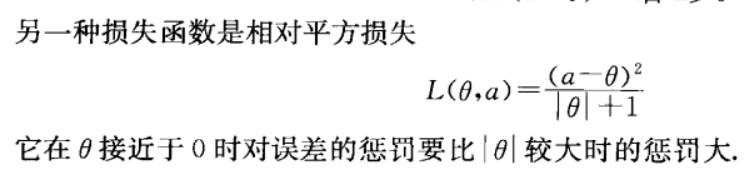 另一种损失函数是相对平方损失
L(θ,a)=\frac{(a-θ)^2}{|θ|+1}
它在θ接近于0时对误差的惩罚要比|θ|较大时的惩罚大.